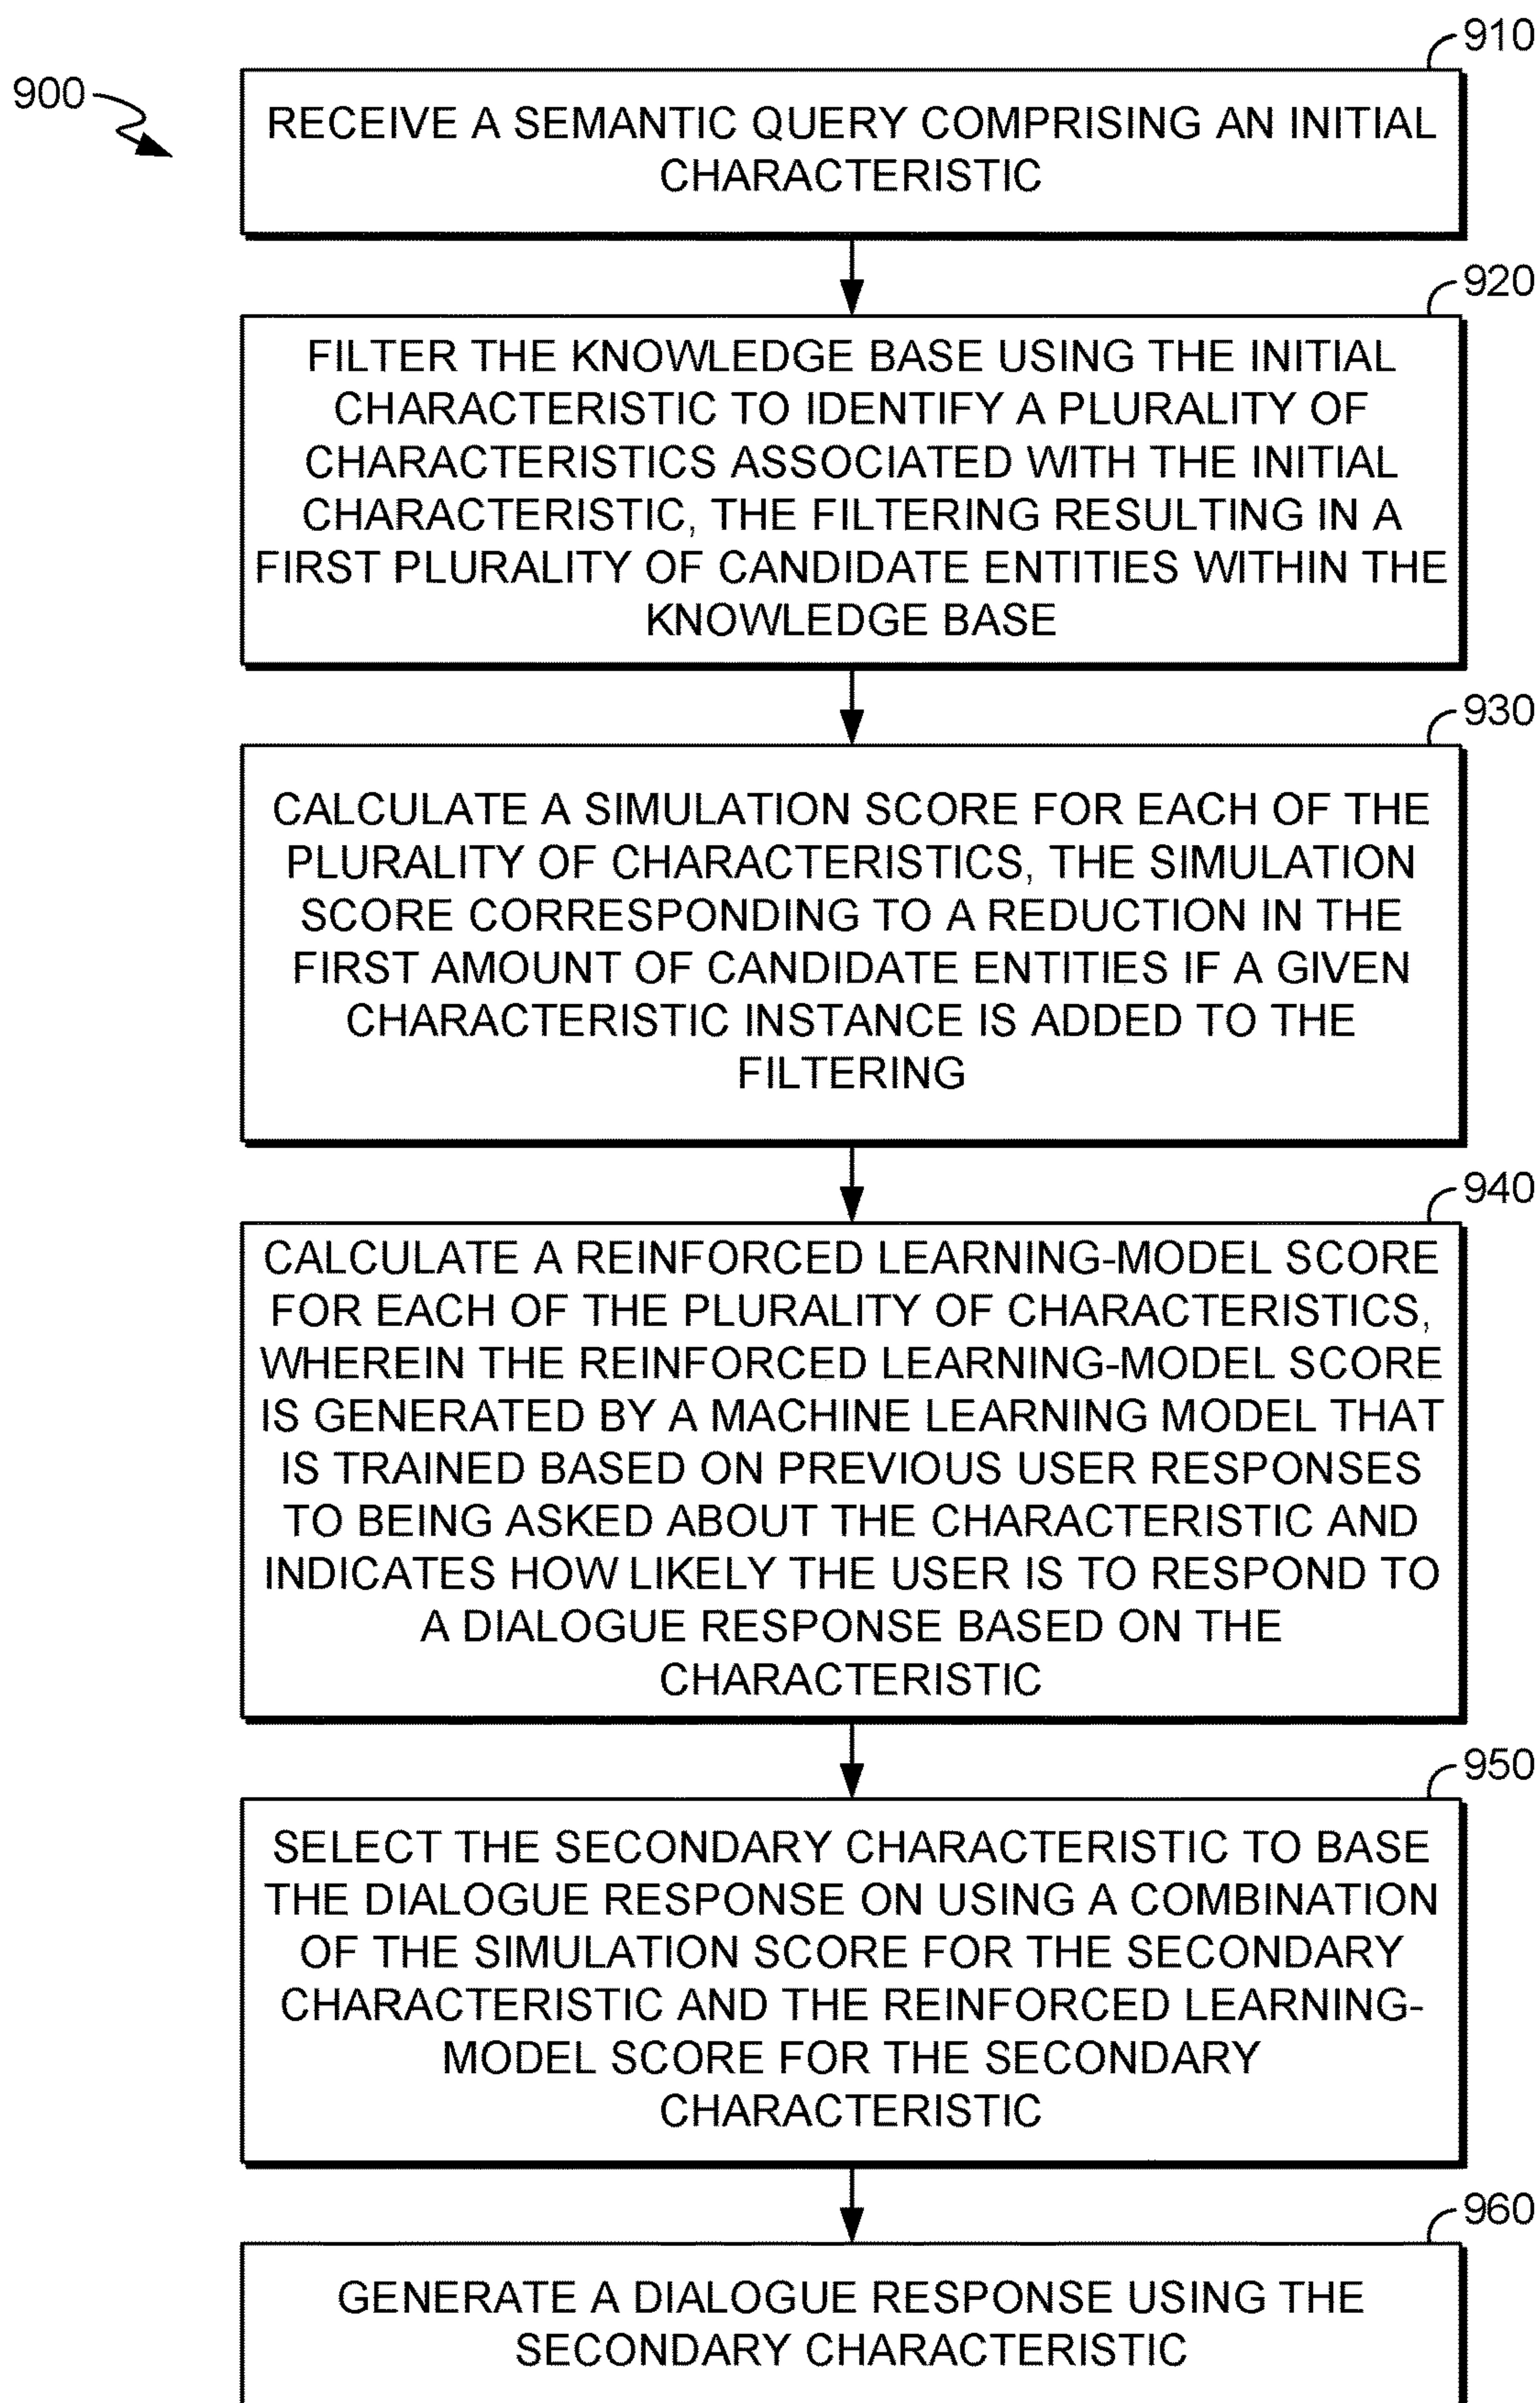 910
900
RECEIVE A SEMANTIC QUERY COMPRISING AN INITIAL
CHARACTERISTIC
920
FILTER THE KNOWLEDGE BASE USING THE INITIAL
CHARACTERISTIC TO IDENTIFY A PLURALITY OF
CHARACTERISTICS ASSOCIATED WITH THE INITIAL
CHARACTERISTIC, THE FILTERING RESULTING IN A
FIRST PLURALITY OF CANDIDATE ENTITIES WITHIN THE
KNOWLEDGE BASE
930
CALCULATE A SIMULATION SCORE FOR EACH OF THE
PLURALITY OF CHARACTERISTICS, THE SIMULATION
SCORE CORRESPONDING TO A REDUCTION IN THE
FIRST AMOUNT OF CANDIDATE ENTITIES IF A GIVEN
CHARACTERISTIC INSTANCE IS ADDED TO THE
FILTERING
940
CALCULATE A REINFORCED LEARNING-MODEL SCORE
FOR EACH OF THE PLURALITY OF CHARACTERISTICS,
WHEREIN THE REINFORCED LEARNING-MODEL SCORE
IS GENERATED BY A MACHINE LEARNING MODEL THAT
IS TRAINED BASED ON PREVIOUS USER RESPONSES
TO BEING ASKED ABOUT THE CHARACTERISTIC AND
INDICATES HOW LIKELY THE USER IS TO RESPOND TO
A DIALOGUE RESPONSE BASED ON THE
CHARACTERISTIC
950
SELECT THE SECONDARY CHARACTERISTIC TO BASE
THE DIALOGUE RESPONSE ON USING A COMBINATION
OF THE SIMULATION SCORE FOR THE SECONDARY
CHARACTERISTIC AND THE REINFORCED LEARNING-
MODEL SCORE FOR THE SECONDARY
CHARACTERISTIC
960
GENERATE A DIALOGUE RESPONSE USING THE
SECONDARY CHARACTERISTIC